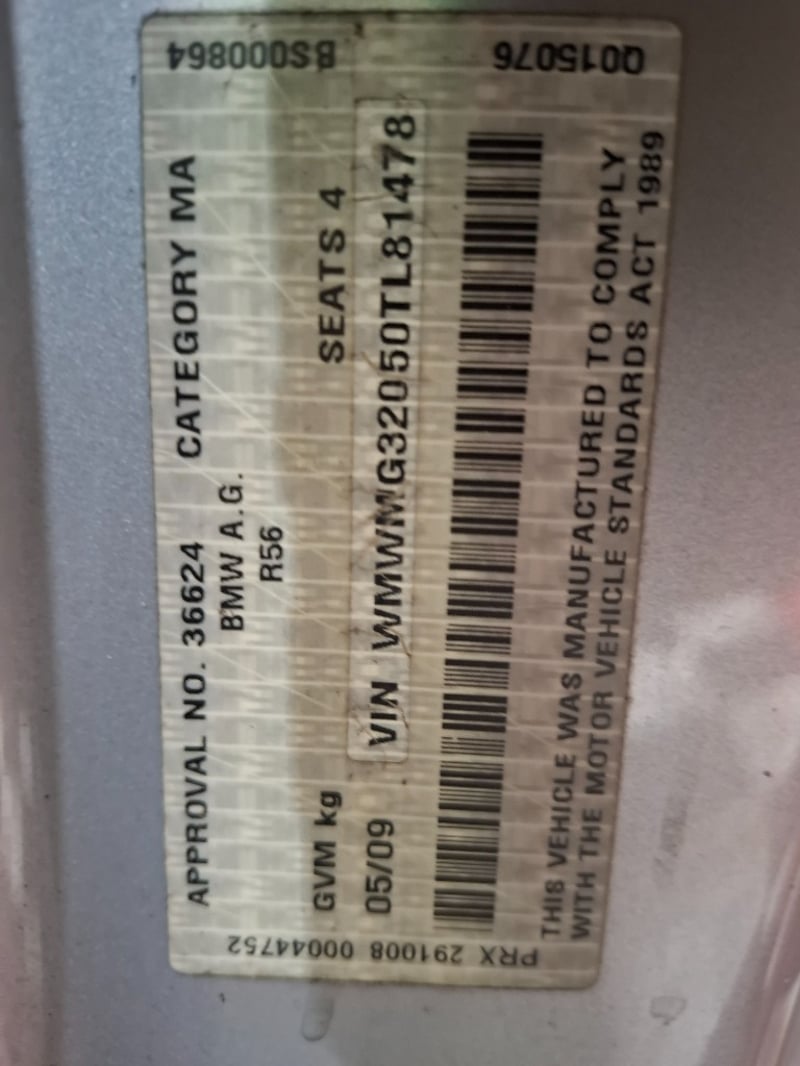 APPROVAL NO. 36624 CATEGORY MA
BMW A.G.
R56
GVM kg SEATS 4
05/09 VIN WMWMG32050TL81478
THIS VEHICLE WAS MANUFACTURED TO COMPLY
WITH THE MOTOR VEHICLE STANDARDS ACT 1989
BS000864
Q015076
PRX 291008 00044752